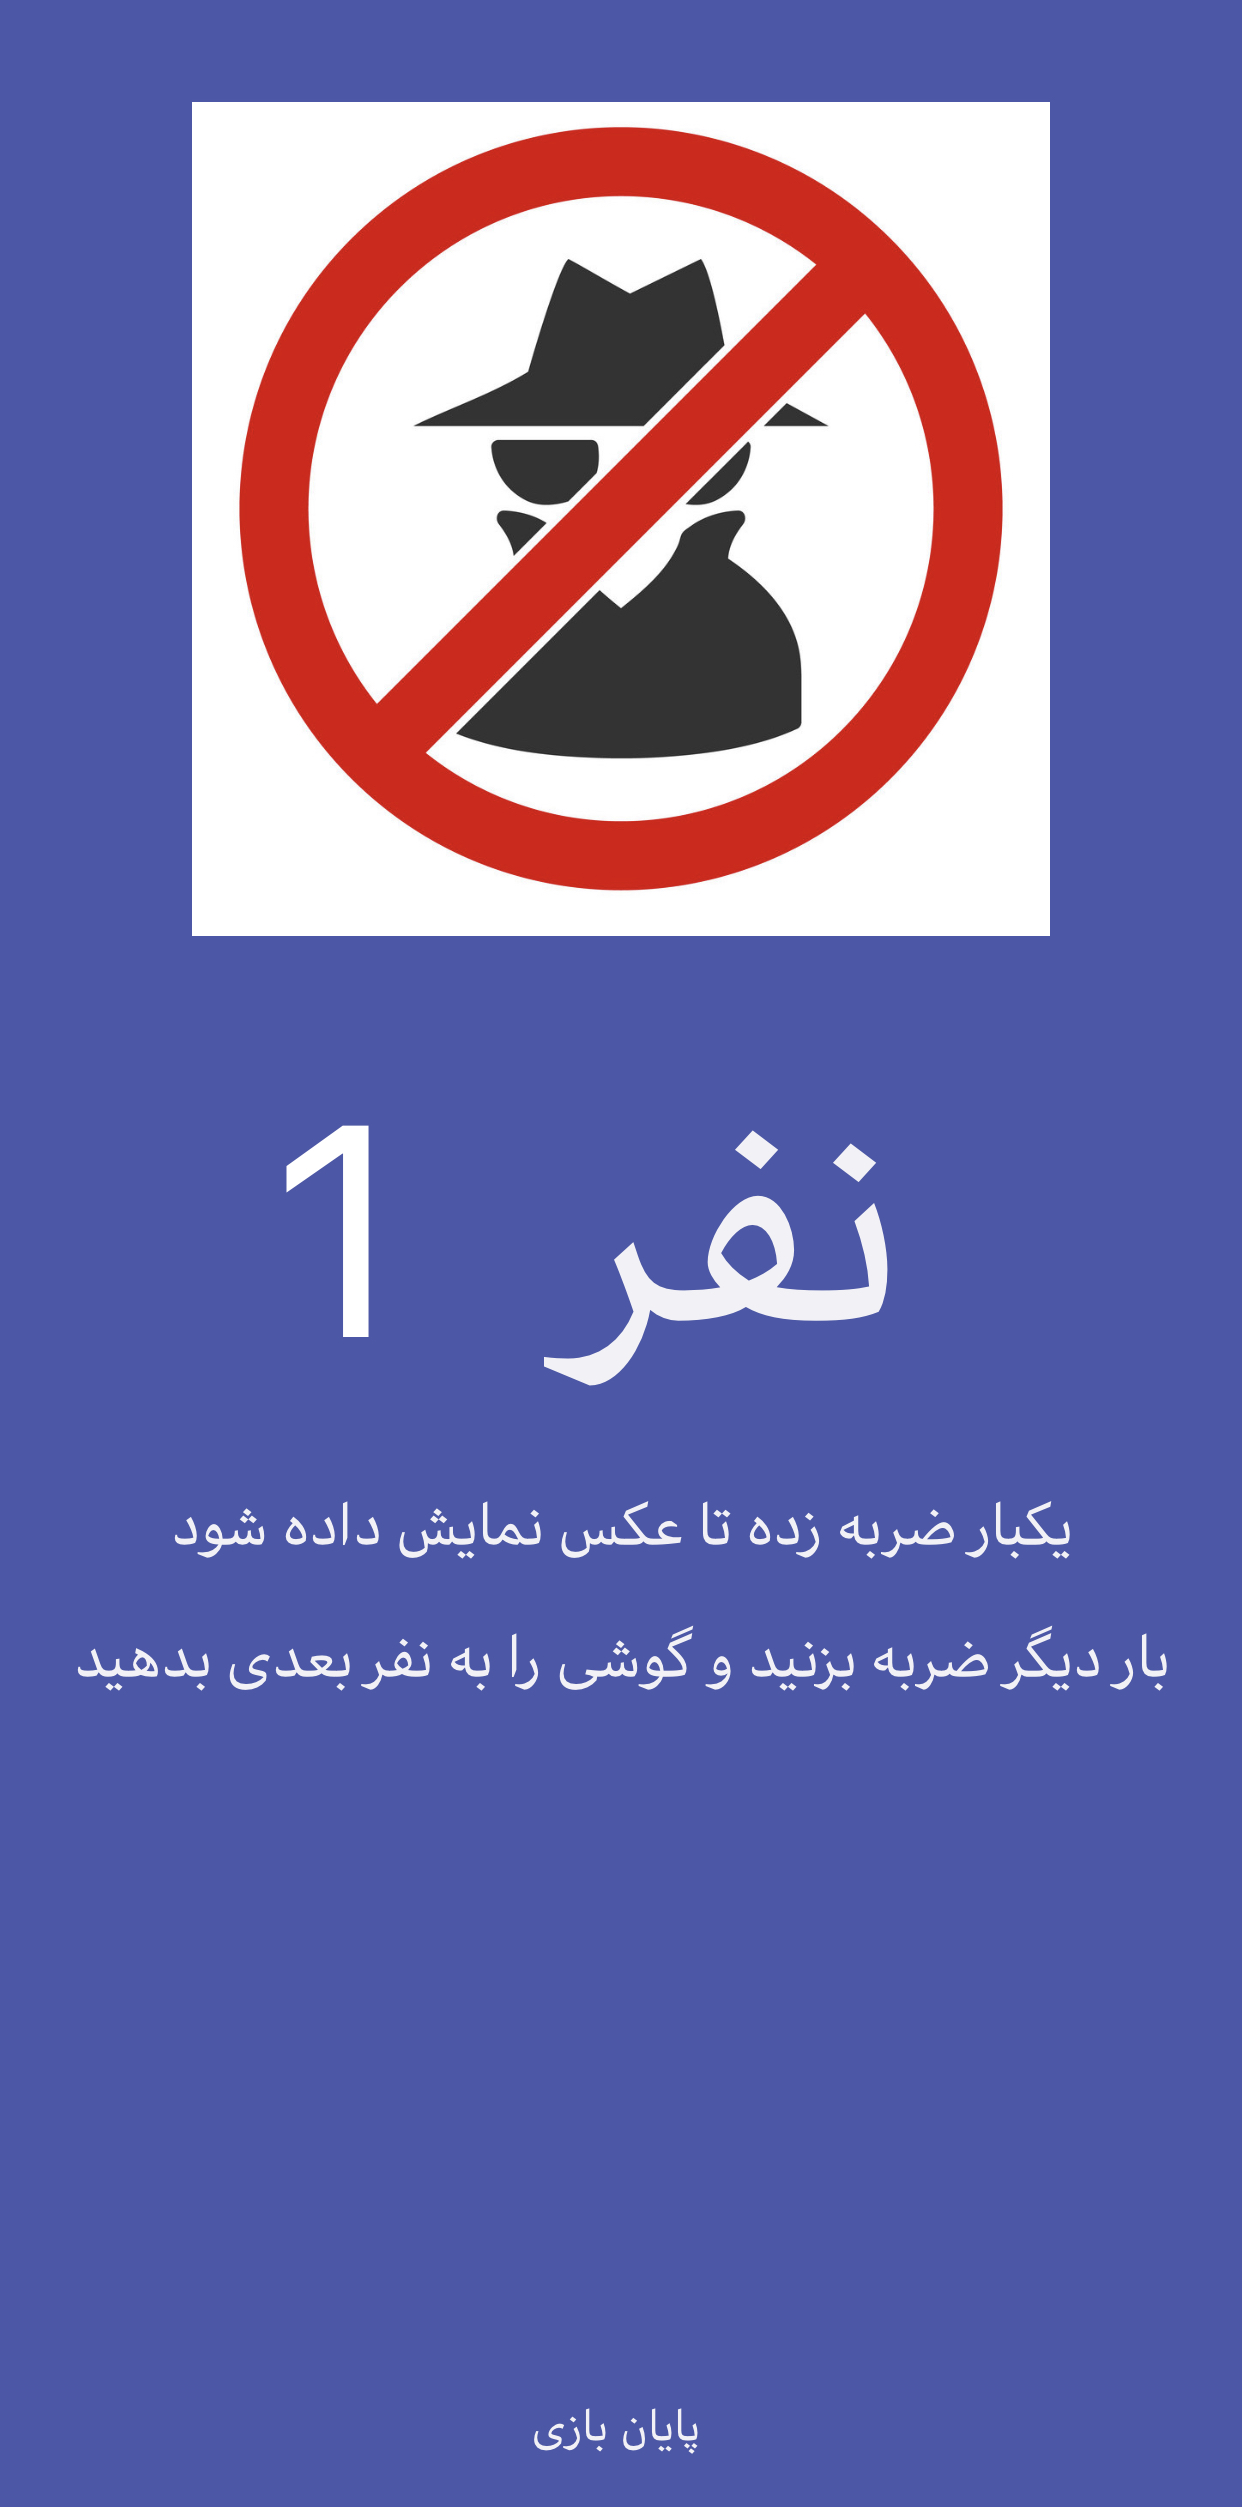 نفر 1
یکبار ضربه زده تا عکس نمایش داده شود
بار دیگر ضربه بزنید و گوشی را به نفر بعدی بدهید
پایان بازی